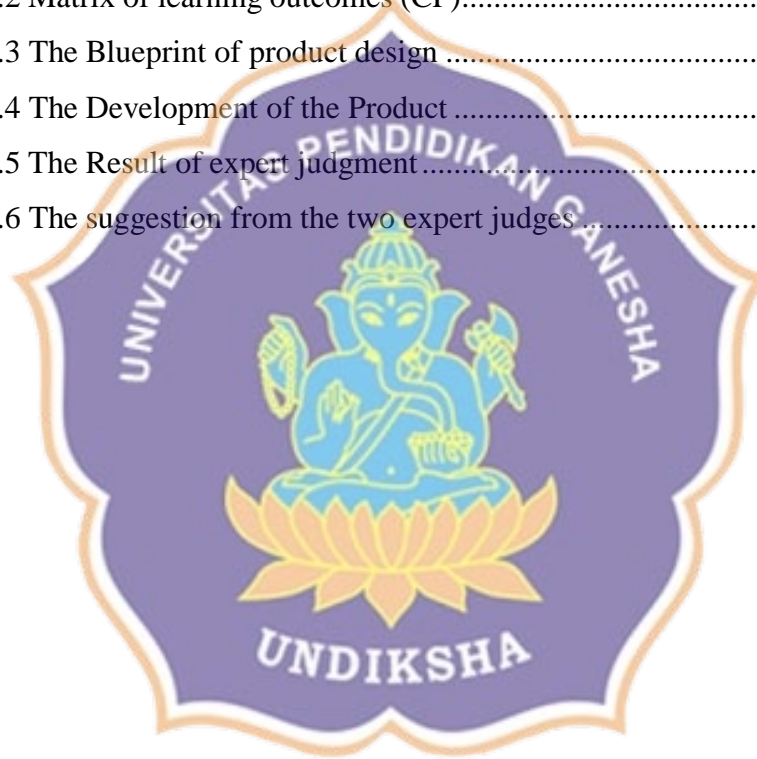 .2 Matrix of learning outcomes (CP)..........................................
.3 The Blueprint of product design ..........................................
.4 The Development of the Product ..........................................
.5 The Result of expert judgment ..........................................
.6 The suggestion from the two expert judges ........................
UNIVERSITAS PENDIDIKAN GANESHA
UNDIKSHA